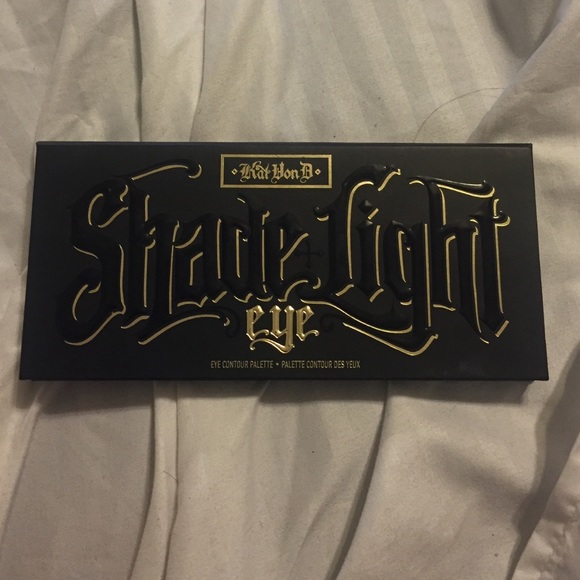 ·Kat Von D·
Shade + Light
eye
EYE CONTOUR PALETTE • PALETTE CONTOUR DES YEUX